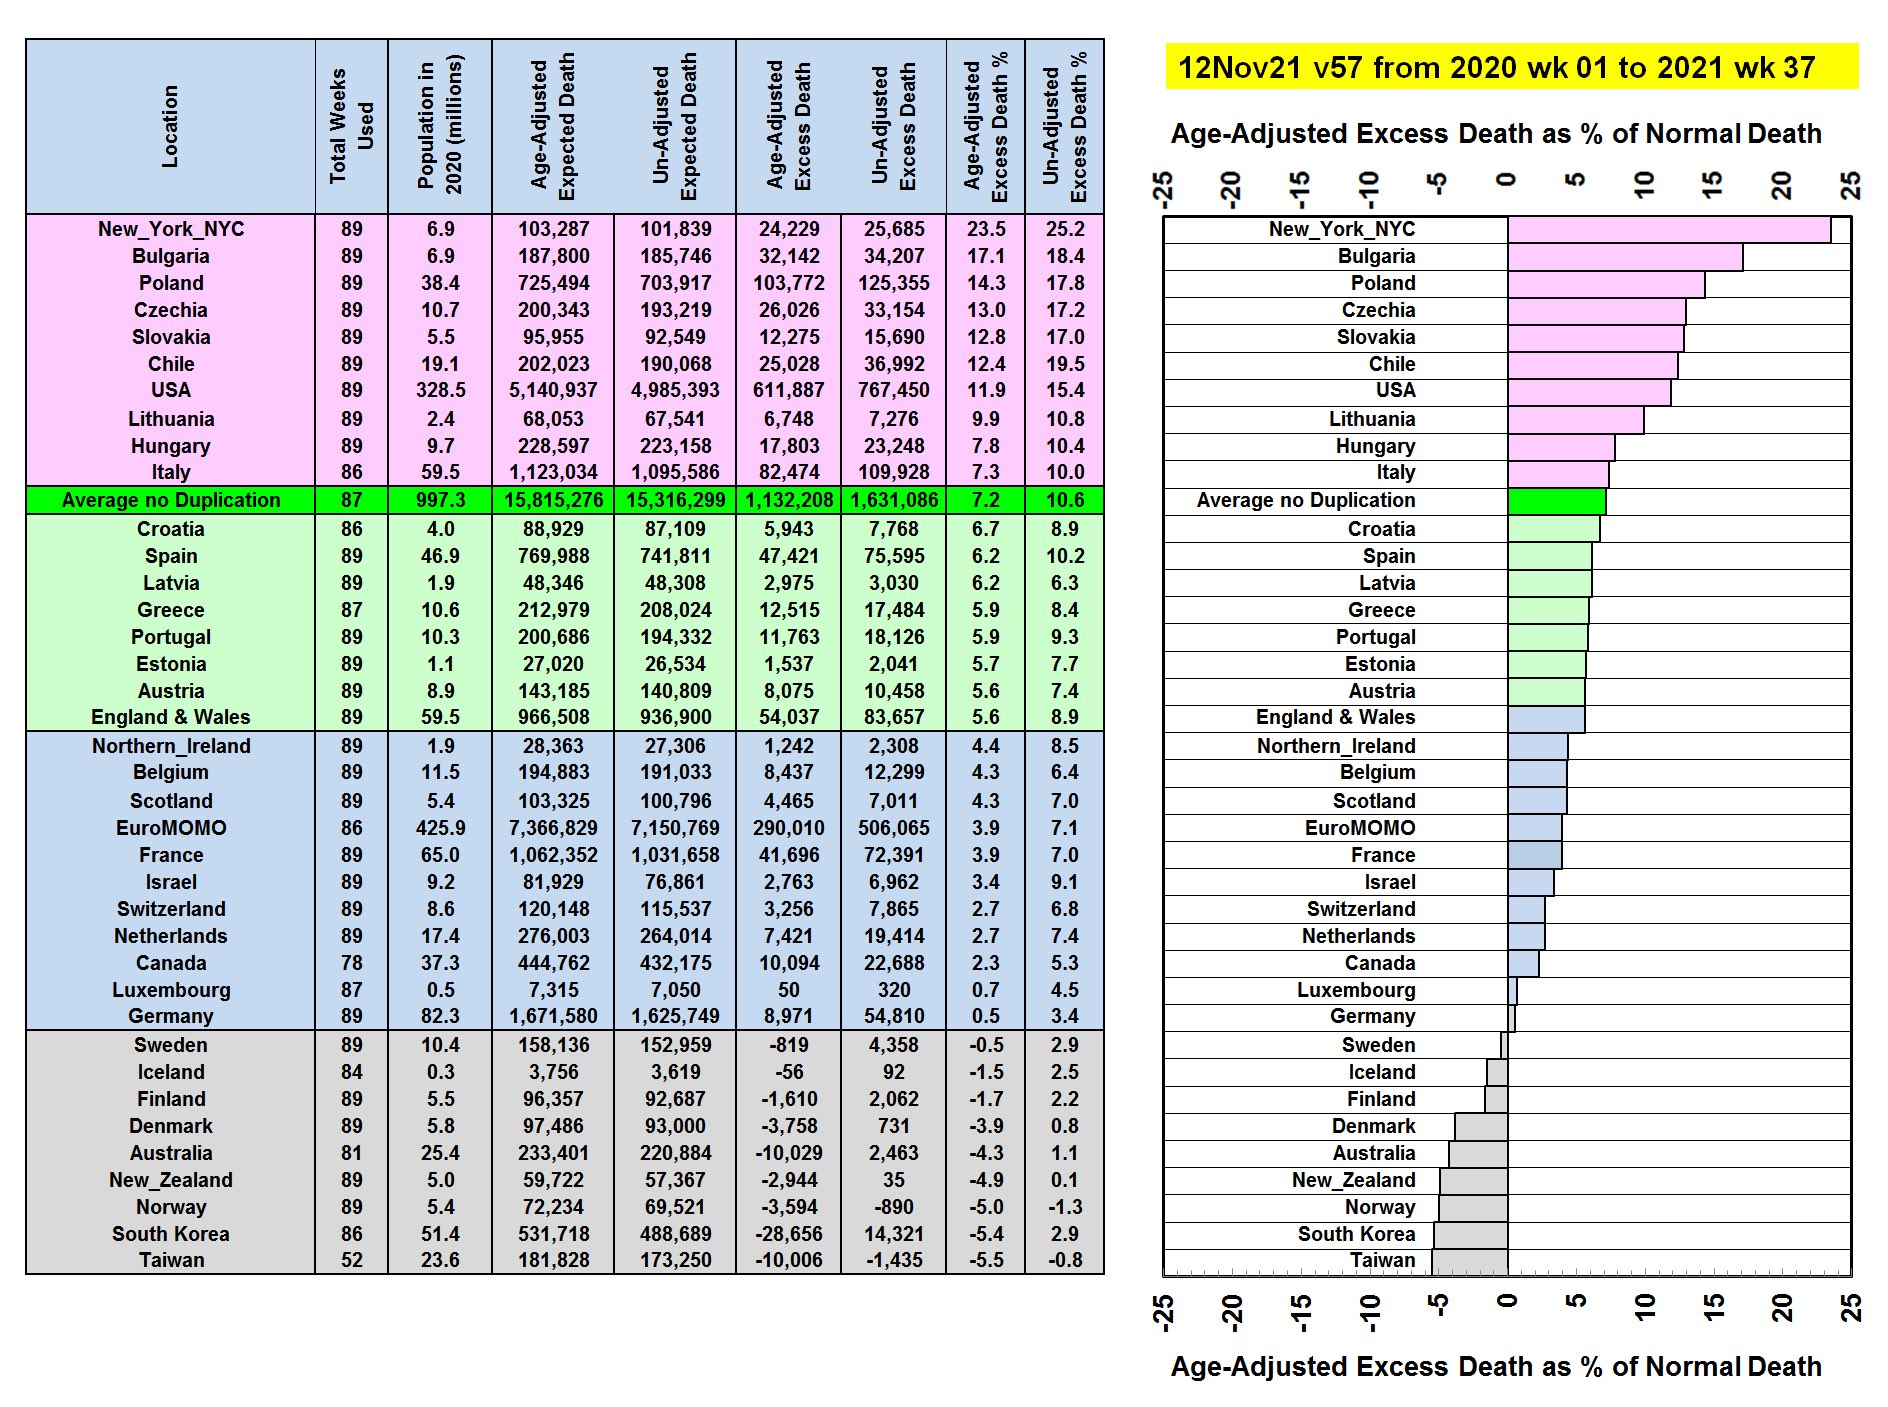 Location Total Weeks Used Population in 2020 (millions) Age-Adjusted Expected Death Un-Adjusted Expected Death Age-Adjusted Excess Death Un-Adjusted Excess Death Age-Adjusted Excess Death % Un-Adjusted Excess Death %
New_York_NYC 89 6.9 103,287 101,839 24,229 25,685 23.5 25.2
Bulgaria 89 6.9 187,800 185,746 32,142 34,207 17.1 18.4
Poland 89 38.4 725,494 703,917 103,772 125,355 14.3 17.8
Czechia 89 10.7 200,343 193,219 26,026 33,154 13.0 17.2
Slovakia 89 5.5 95,955 92,549 12,275 15,690 12.8 17.0
Chile 89 19.1 202,023 190,068 25,028 36,992 12.4 19.5
USA 89 328.5 5,140,937 4,985,393 611,887 767,450 11.9 15.4
Lithuania 89 2.4 68,053 67,541 6,748 7,276 9.9 10.8
Hungary 89 9.7 228,597 223,158 17,803 23,248 7.8 10.4
Italy 86 59.5 1,123,034 1,095,586 82,474 109,928 7.3 10.0
Average no Duplication 87 997.3 15,815,276 15,316,299 1,132,208 1,631,086 7.2 10.6
Croatia 86 4.0 88,929 87,109 5,943 7,768 6.7 8.9
Spain 89 46.9 769,988 741,811 47,421 75,595 6.2 10.2
Latvia 89 1.9 48,346 48,308 2,975 3,030 6.2 6.3
Greece 87 10.6 212,979 208,024 12,515 17,484 5.9 8.4
Portugal 89 10.3 200,686 194,332 11,763 18,126 5.9 9.3
Estonia 89 1.1 27,020 26,534 1,537 2,041 5.7 7.7
Austria 89 8.9 143,185 140,809 8,075 10,458 5.6 7.4
England & Wales 89 59.5 966,508 936,900 54,037 83,657 5.6 8.9
Northern_Ireland 89 1.9 28,363 27,306 1,242 2,308 4.4 8.5
Belgium 89 11.5 194,883 191,033 8,437 12,299 4.3 6.4
Scotland 89 5.4 103,325 100,796 4,465 7,011 4.3 7.0
EuroMOMO 86 425.9 7,366,829 7,150,769 290,010 506,065 3.9 7.1
France 89 65.0 1,062,352 1,031,658 41,696 72,391 3.9 7.0
Israel 89 9.2 81,929 76,861 2,763 6,962 3.4 9.1
Switzerland 89 8.6 120,148 115,537 3,256 7,865 2.7 6.8
Netherlands 89 17.4 276,003 264,014 7,421 19,414 2.7 7.4
Canada 78 37.3 444,762 432,175 10,094 22,688 2.3 5.3
Luxembourg 87 0.5 7,315 7,050 50 320 0.7 4.5
Germany 89 82.3 1,671,580 1,625,749 8,971 54,810 0.5 3.4
Sweden 89 10.4 158,136 152,959 -819 4,358 -0.5 2.9
Iceland 84 0.3 3,756 3,619 -56 92 -1.5 2.5
Finland 89 5.5 96,357 92,687 -1,610 2,062 -1.7 2.2
Denmark 89 5.8 97,486 93,000 -3,758 731 -3.9 0.8
Australia 81 25.4 233,401 220,884 -10,029 2,463 -4.3 1.1
New_Zealand 89 5.0 59,722 57,367 -2,944 35 -4.9 0.1
Norway 89 5.4 72,234 69,521 -3,594 -890 -5.0 -1.3
South Korea 86 51.4 531,718 488,689 -28,656 14,321 -5.4 2.9
Taiwan 52 23.6 181,828 173,250 -10,006 -1,435 -5.5 -0.8
12Nov21 v57 from 2020 wk 01 to 2021 wk 37
Age-Adjusted Excess Death as % of Normal Death
-25 -20 -15 -10 -5 0 5 10 15 20 25
New_York_NYC
Bulgaria
Poland
Czechia
Slovakia
Chile
USA
Lithuania
Hungary
Italy
Average no Duplication
Croatia
Spain
Latvia
Greece
Portugal
Estonia
Austria
England & Wales
Northern_Ireland
Belgium
Scotland
EuroMOMO
France
Israel
Switzerland
Netherlands
Canada
Luxembourg
Germany
Sweden
Iceland
Finland
Denmark
Australia
New_Zealand
Norway
South Korea
Taiwan
-25 -20 -15 -10 -5 0 5 10 15 20 25
Age-Adjusted Excess Death as % of Normal Death